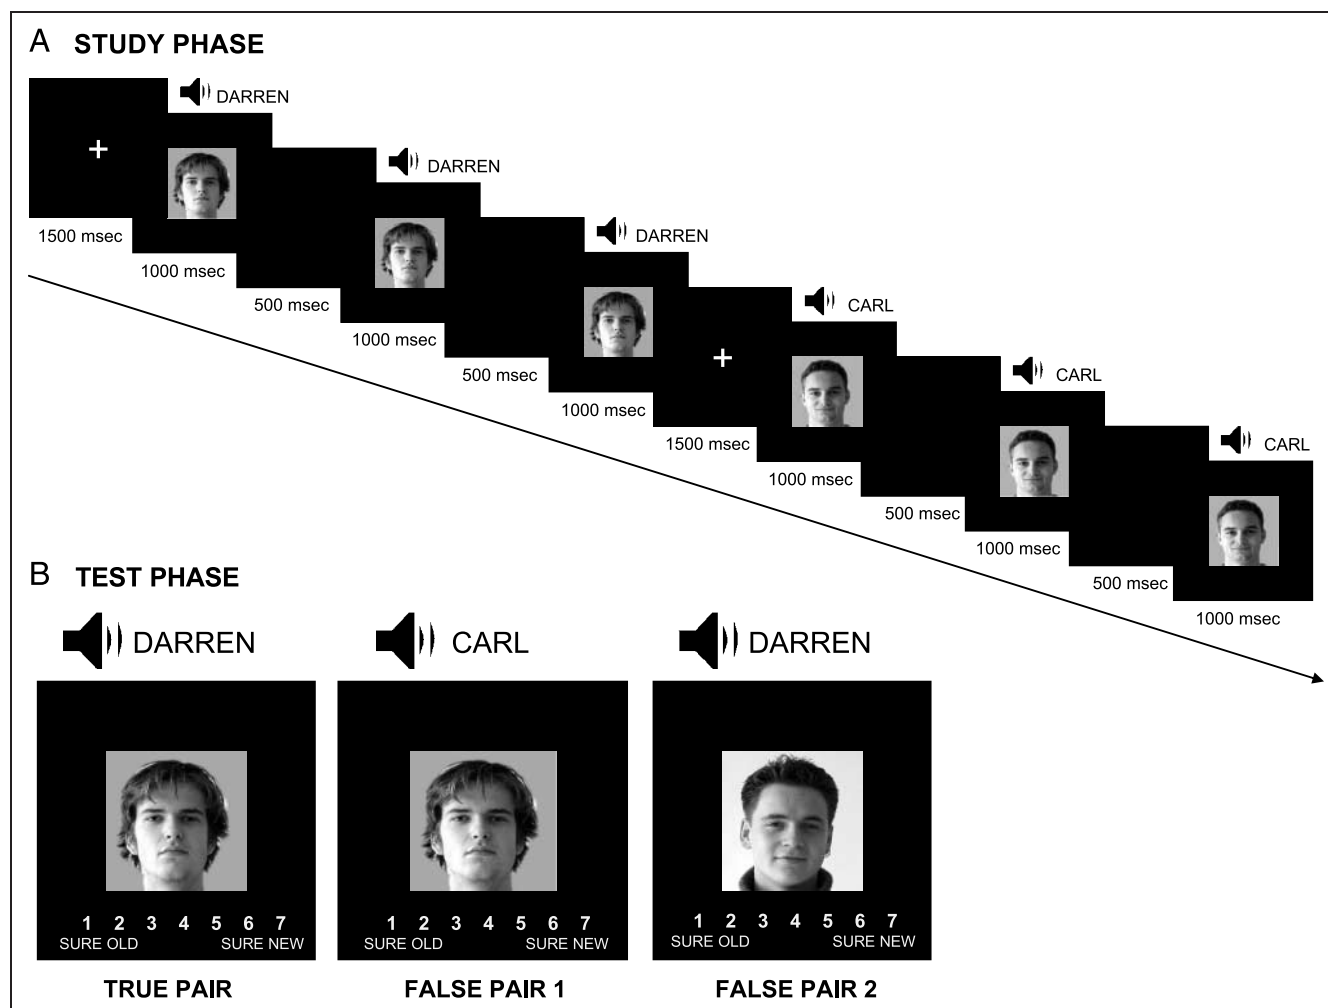 A STUDY PHASE
DARREN
1500 msec
1000 msec
DARREN
500 msec
1000 msec
DARREN
500 msec
1000 msec
1500 msec
CARL
1000 msec
500 msec
CARL
1000 msec
500 msec
CARL
1000 msec
B TEST PHASE
DARREN
1 2 3 4 5 6 7
SURE OLD SURE NEW
TRUE PAIR
CARL
1 2 3 4 5 6 7
SURE OLD SURE NEW
FALSE PAIR 1
DARREN
1 2 3 4 5 6 7
SURE OLD SURE NEW
FALSE PAIR 2